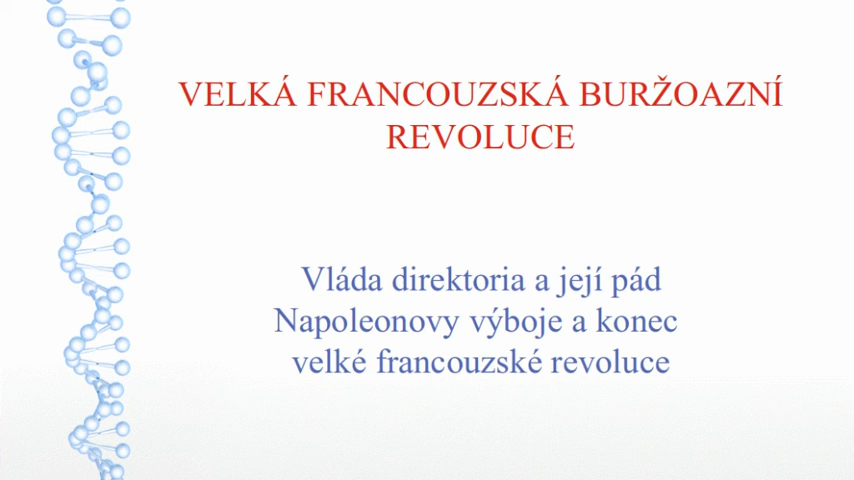 VELKÁ FRANCOUZSKÁ BURŽOAZNÍ
REVOLUCE
Vláda direktoria a její pád
Napoleonovy výboje a konec
velké francouzské revoluce